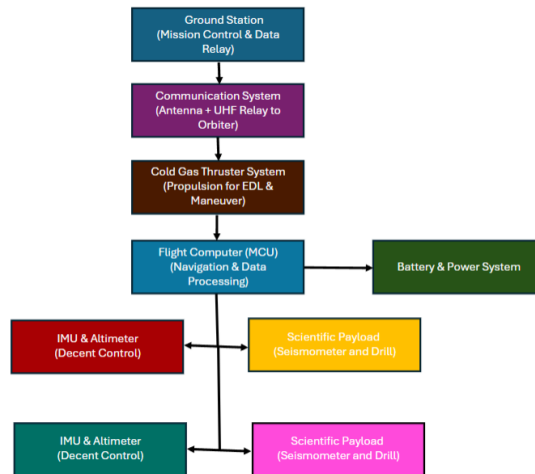 Ground Station
(Mission Control & Data
Relay)
Communication System
(Antenna + UHF Relay to
Orbiter)
Cold Gas Thruster System
(Propulsion for EDL &
Maneuver)
Flight Computer (MCU)
(Navigation & Data
Processing)
Battery & Power System
IMU & Altimeter
(Decent Control)
Scientific Payload
(Seismometer and Drill)
IMU & Altimeter
(Decent Control)
Scientific Payload
(Seismometer and Drill)